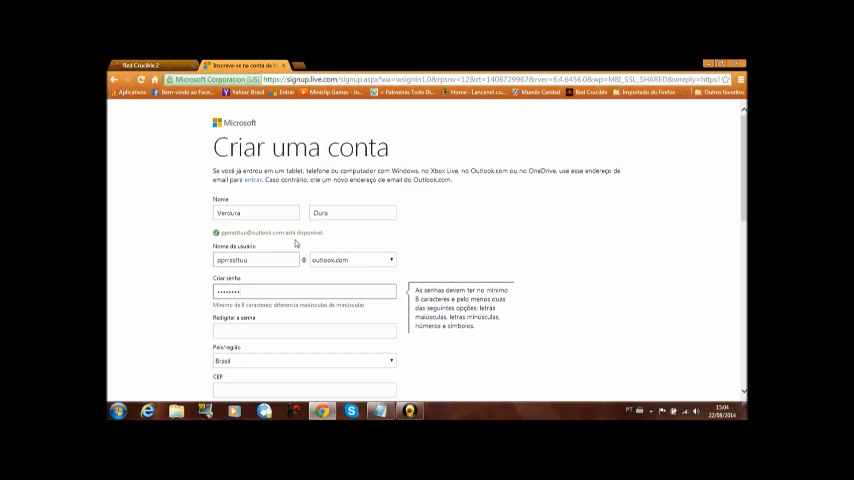 Red Crucible 2
Inscreva-se na conta da M
Microsoft Corporation [US]
https://signup.live.com/signup.aspx?wa=wsignin1.0&rpsnv=12&ct=1408729967&rver=6.4.6456.0&wp=MBI_SSL_SHARED&wreply=https:
Aplicativos
Bem-vindo ao Face...
Yahoo! Brasil
Entrar
Miniclip Games - Jo...
» Palmeiras Todo Di...
Home - Lancenet.co...
Mundo Canibal
Red Crucible
Importado do Firefox
Outros favoritos
Microsoft
Criar uma conta
Se você já entrou em um tablet, telefone ou computador com Windows, no Xbox Live, no Outlook.com ou no OneDrive, use esse endereço de
email para entrar. Caso contrário, crie um novo endereço de email do Outlook.com.
Nome
Verdura
Dura
pprrssttuu@outlook.com está disponível.
Nome de usuário
pprrssttuu
@
outlook.com
Criar senha
••••••••
Mínimo de 8 caracteres; diferencia maiúsculas de minúsculas
As senhas devem ter no mínimo
8 caracteres e pelo menos duas
das seguintes opções: letras
maiúsculas, letras minúsculas,
números e símbolos.
Redigitar a senha
País/região
Brasil
CEP
PT
15:04
22/08/2014